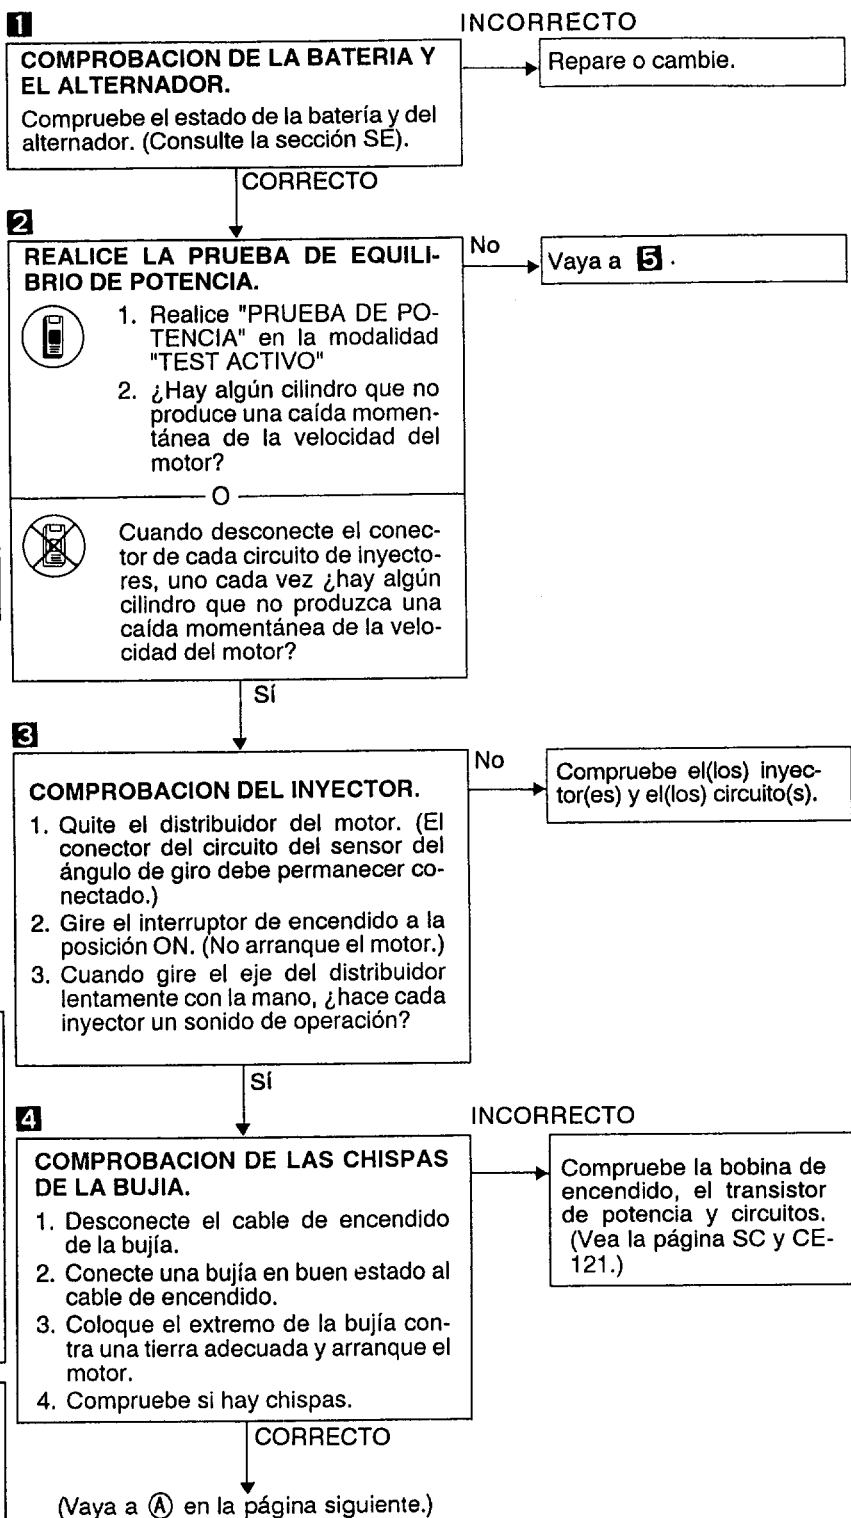 1
INCORRECTO
COMPROBACION DE LA BATERIA Y
EL ALTERNADOR.
Compruebe el estado de la batería y del
alternador. (Consulte la sección SE).
Repare o cambie.
CORRECTO
2
REALICE LA PRUEBA DE EQUILI-
BRIO DE POTENCIA.
1. Realice "PRUEBA DE PO-
TENCIA" en la modalidad
"TEST ACTIVO"
2. ¿Hay algún cilindro que no
produce una caída momen-
tánea de la velocidad del
motor?
O
Cuando desconecte el conec-
tor de cada circuito de inyecto-
res, uno cada vez ¿hay algún
cilindro que no produzca una
caída momentánea de la velo-
cidad del motor?
No
Vaya a 5 .
Sí
3
COMPROBACION DEL INYECTOR.
1. Quite el distribuidor del motor. (El
conector del circuito del sensor del
ángulo de giro debe permanecer co-
nectado.)
2. Gire el interruptor de encendido a la
posición ON. (No arranque el motor.)
3. Cuando gire el eje del distribuidor
lentamente con la mano, ¿hace cada
inyector un sonido de operación?
No
Compruebe el(los) inyec-
tor(es) y el(los) circuito(s).
Sí
4
INCORRECTO
COMPROBACION DE LAS CHISPAS
DE LA BUJIA.
1. Desconecte el cable de encendido
de la bujía.
2. Conecte una bujía en buen estado al
cable de encendido.
3. Coloque el extremo de la bujía con-
tra una tierra adecuada y arranque el
motor.
4. Compruebe si hay chispas.
Compruebe la bobina de
encendido, el transistor
de potencia y circuitos.
(Vea la página SC y CE-
121.)
CORRECTO
(Vaya a Ⓐ en la página siguiente.)